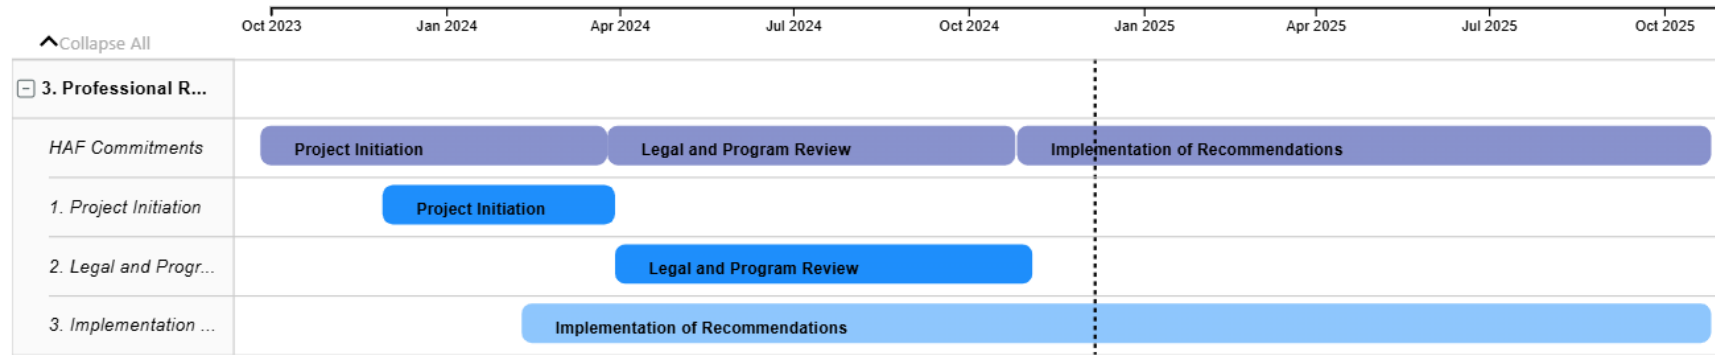 Oct 2023 Jan 2024 Apr 2024 Jul 2024 Oct 2024 Jan 2025 Apr 2025 Jul 2025 Oct 2025
Collapse All
3. Professional R...
HAF Commitments Project Initiation Legal and Program Review Implementation of Recommendations
1. Project Initiation Project Initiation
2. Legal and Progr... Legal and Program Review
3. Implementation ... Implementation of Recommendations